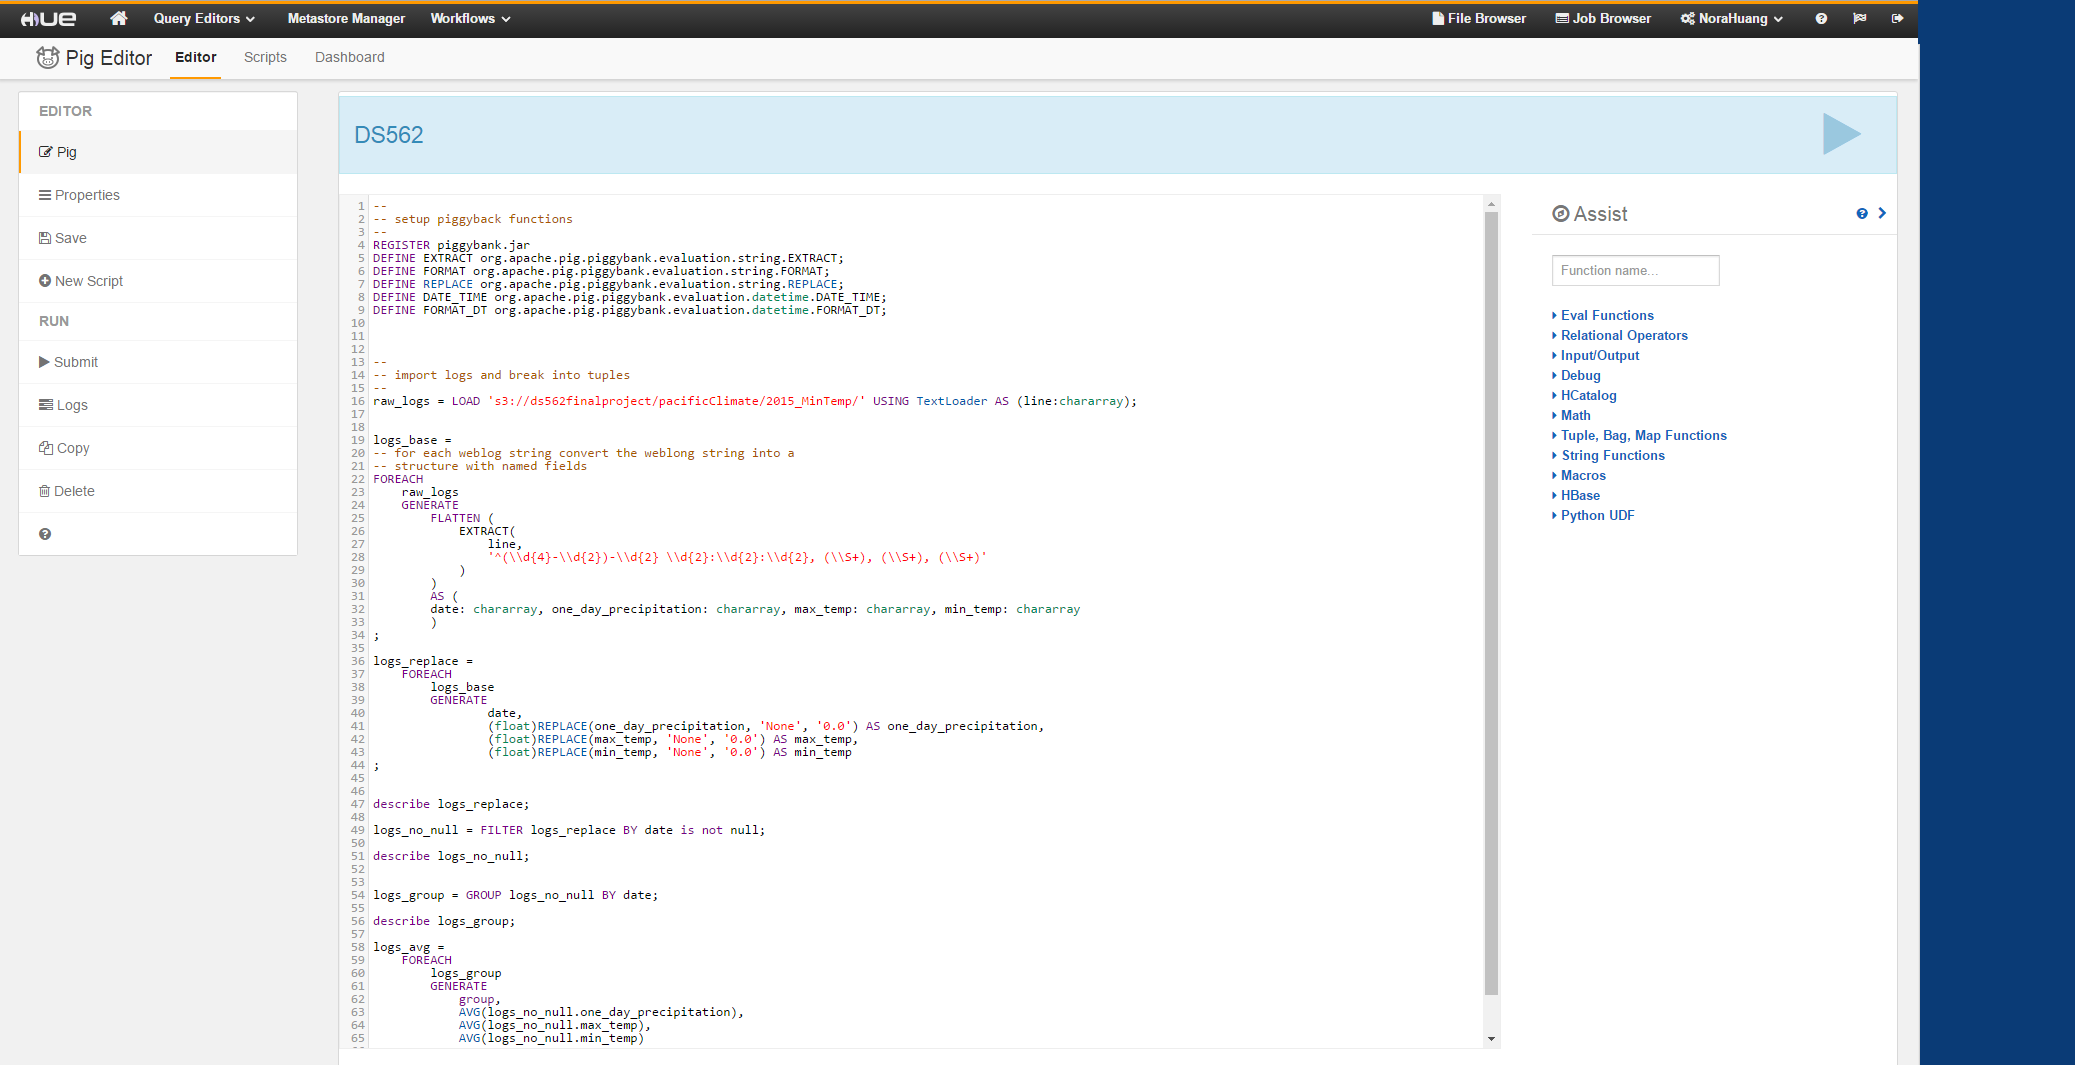 HUE Query Editors Metastore Manager Workflows File Browser Job Browser NoraHuang
Pig Editor Editor Scripts Dashboard
EDITOR
Pig
Properties
Save
New Script
RUN
Submit
Logs
Copy
Delete
DS562
1 --
2 -- setup piggyback functions
3 --
4 REGISTER piggybank.jar
5 DEFINE EXTRACT org.apache.pig.piggybank.evaluation.string.EXTRACT;
6 DEFINE FORMAT org.apache.pig.piggybank.evaluation.string.FORMAT;
7 DEFINE REPLACE org.apache.pig.piggybank.evaluation.string.REPLACE;
8 DEFINE DATE_TIME org.apache.pig.piggybank.evaluation.datetime.DATE_TIME;
9 DEFINE FORMAT_DT org.apache.pig.piggybank.evaluation.datetime.FORMAT_DT;
10
11
12
13 --
14 -- import logs and break into tuples
15 --
16 raw_logs = LOAD 's3://ds562finalproject/pacificClimate/2015_MinTemp/' USING TextLoader AS (line:chararray);
17
18
19 logs_base =
20 -- for each weblog string convert the weblong string into a
21 -- structure with named fields
22 FOREACH
23 raw_logs
24 GENERATE
25 FLATTEN (
26 EXTRACT(
27 line,
28 '^(\\d{4}-\\d{2})-\\d{2} \\d{2}:\\d{2}:\\d{2}, (\\S+), (\\S+), (\\S+)'
29 )
30 )
31 AS (
32 date: chararray, one_day_precipitation: chararray, max_temp: chararray, min_temp: chararray
33 )
34 ;
35
36 logs_replace =
37 FOREACH
38 logs_base
39 GENERATE
40 date,
41 (float)REPLACE(one_day_precipitation, 'None', '0.0') AS one_day_precipitation,
42 (float)REPLACE(max_temp, 'None', '0.0') AS max_temp,
43 (float)REPLACE(min_temp, 'None', '0.0') AS min_temp
44 ;
45
46
47 describe logs_replace;
48
49 logs_no_null = FILTER logs_replace BY date is not null;
50
51 describe logs_no_null;
52
53
54 logs_group = GROUP logs_no_null BY date;
55
56 describe logs_group;
57
58 logs_avg =
59 FOREACH
60 logs_group
61 GENERATE
62 group,
63 AVG(logs_no_null.one_day_precipitation),
64 AVG(logs_no_null.max_temp),
65 AVG(logs_no_null.min_temp)
Assist
Function name...
Eval Functions
Relational Operators
Input/Output
Debug
HCatalog
Math
Tuple, Bag, Map Functions
String Functions
Macros
HBase
Python UDF